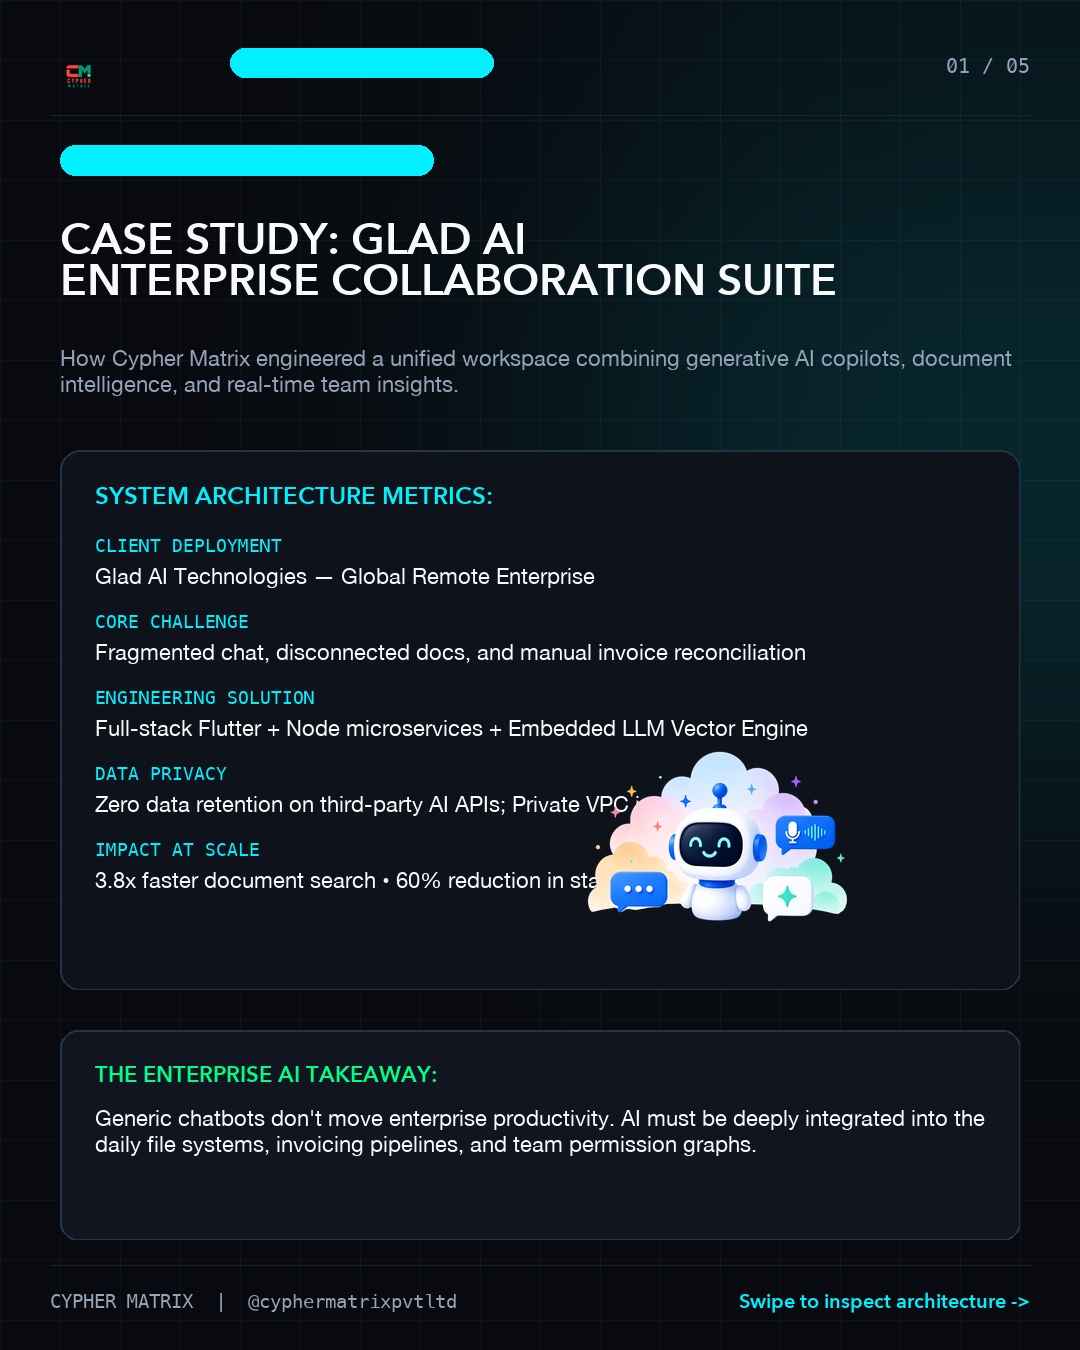 CM
CYPHER
MATRIX
01 / 05
CASE STUDY: GLAD AI
ENTERPRISE COLLABORATION SUITE
How Cypher Matrix engineered a unified workspace combining generative AI copilots, document
intelligence, and real-time team insights.
SYSTEM ARCHITECTURE METRICS:
CLIENT DEPLOYMENT
Glad AI Technologies — Global Remote Enterprise
CORE CHALLENGE
Fragmented chat, disconnected docs, and manual invoice reconciliation
ENGINEERING SOLUTION
Full-stack Flutter + Node microservices + Embedded LLM Vector Engine
DATA PRIVACY
Zero data retention on third-party AI APIs; Private VPC
IMPACT AT SCALE
3.8x faster document search • 60% reduction in
THE ENTERPRISE AI TAKEAWAY:
Generic chatbots don't move enterprise productivity. AI must be deeply integrated into the
daily file systems, invoicing pipelines, and team permission graphs.
CYPHER MATRIX | @cyphermatrixpvtltd
Swipe to inspect architecture ->